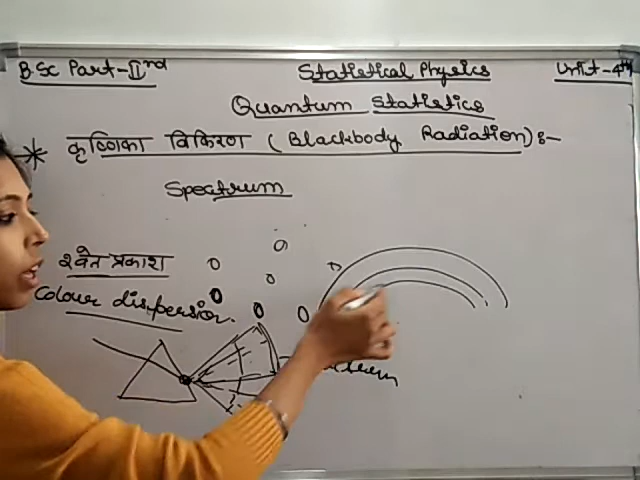 B.Sc Part-IInd Statistical Physics Unit-4th
Quantum Statistics
* कृष्णिका विकिरण ( Blackbody Radiation) :-
Spectrum
श्वेत प्रकाश
Colour dispersion.